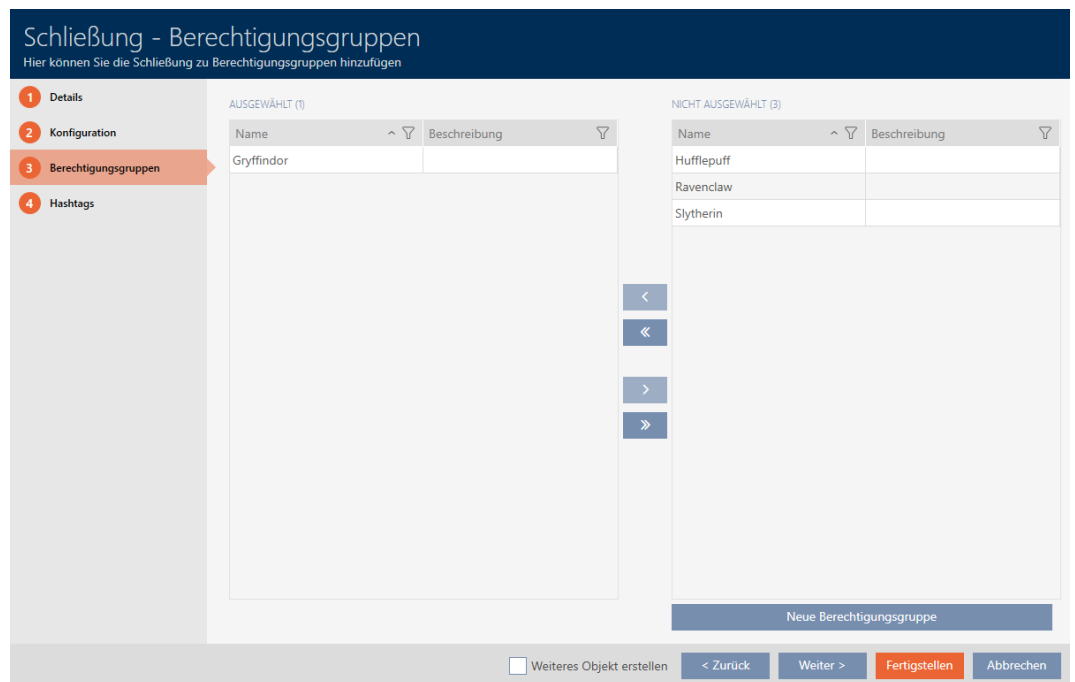 Schließung - Berechtigungsgruppen
Hier können Sie die Schließung zu Berechtigungsgruppen hinzufügen
1 Details
2 Konfiguration
3 Berechtigungsgruppen
4 Hashtags
AUSGEWÄHLT (1)
Name Beschreibung
Gryffindor
NICHT AUSGEWÄHLT (3)
Name Beschreibung
Hufflepuff
Ravenclaw
Slytherin
Neue Berechtigungsgruppe
Weiteres Objekt erstellen < Zurück Weiter > Fertigstellen Abbrechen